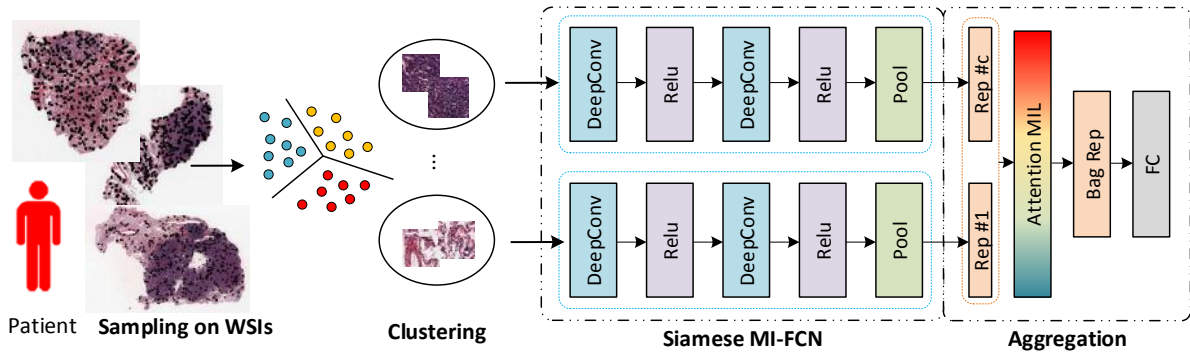 DeepConv
Relu
DeepConv
Relu
Pool
Rep #c
...
DeepConv
Relu
DeepConv
Relu
Pool
Rep #1
Attention MIL
Bag Rep
FC
Patient
Sampling on WSIs
Clustering
Siamese MI-FCN
Aggregation